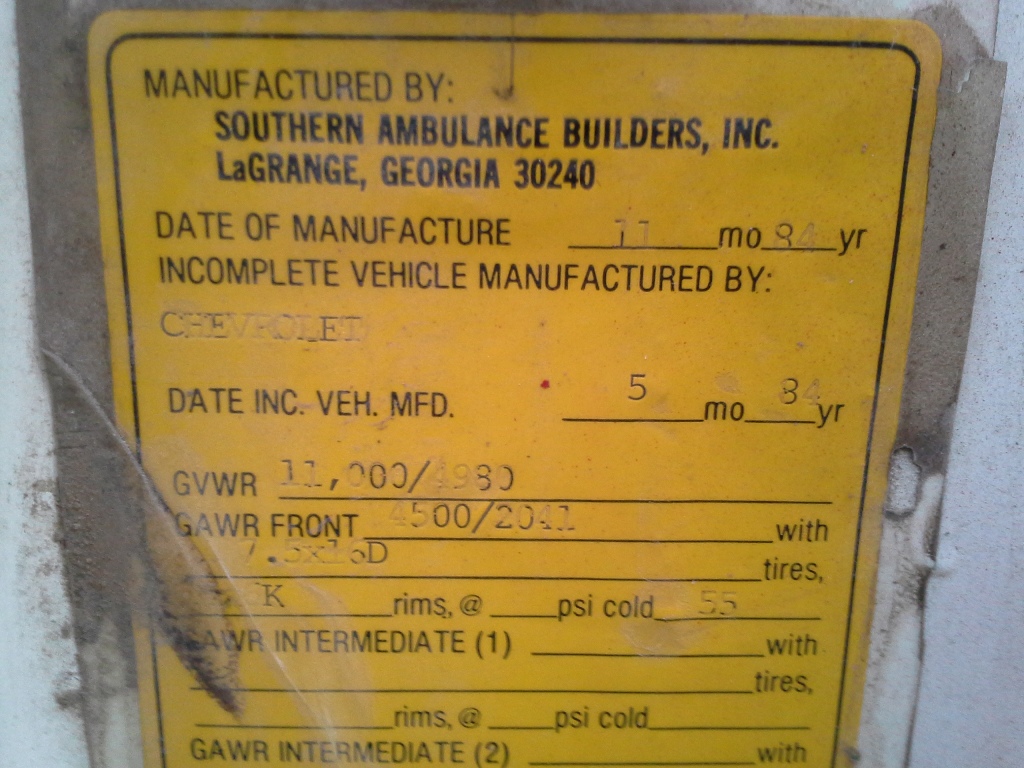 MANUFACTURED BY:
SOUTHERN AMBULANCE BUILDERS, INC.
LaGRANGE, GEORGIA 30240
DATE OF MANUFACTURE 11 mo 84 yr
INCOMPLETE VEHICLE MANUFACTURED BY:
CHEVROLET
DATE INC. VEH. MFD. 5 mo 84 yr
GVWR 11,000/4980
GAWR FRONT 4500/2041 with
7.5x16D tires,
K rims, @ psi cold 55
GAWR INTERMEDIATE (1) with
tires,
rims, @ psi cold
GAWR INTERMEDIATE (2) with